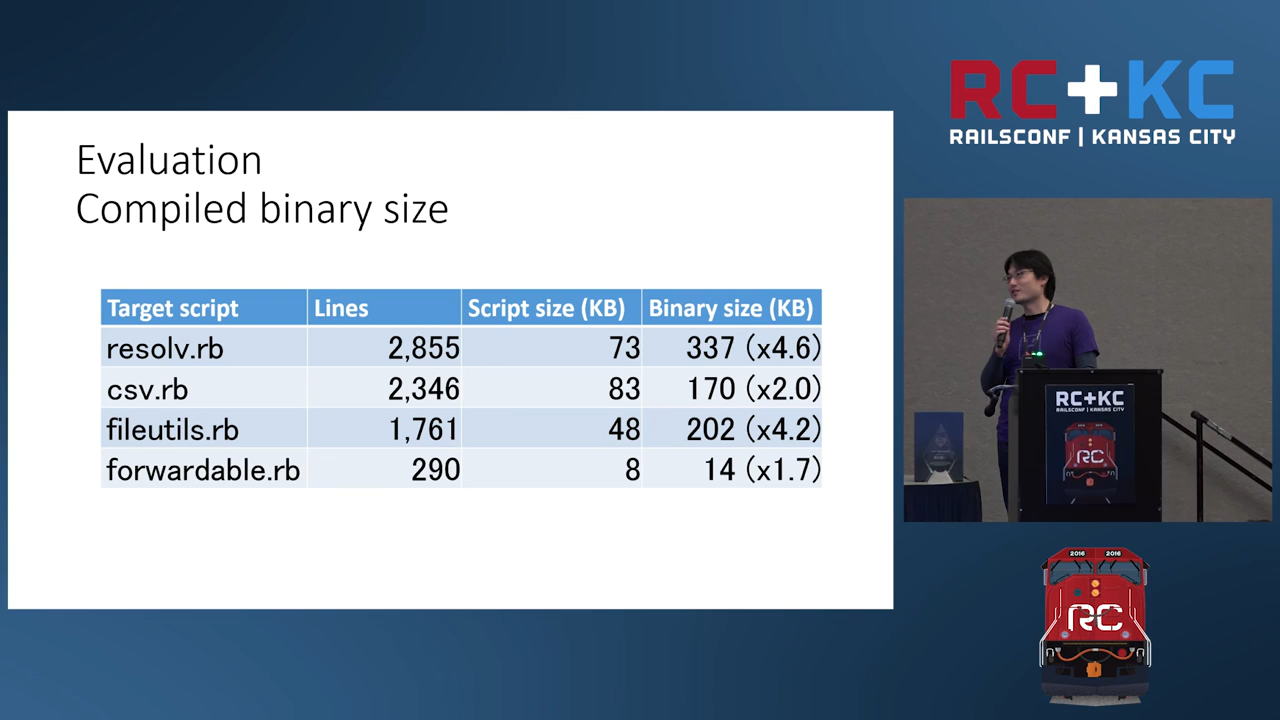 RC+KC
RAILSCONF | KANSAS CITY
Evaluation
Compiled binary size
Target script Lines Script size (KB) Binary size (KB)
resolv.rb 2,855 73 337 (x4.6)
csv.rb 2,346 83 170 (x2.0)
fileutils.rb 1,761 48 202 (x4.2)
forwardable.rb 290 8 14 (x1.7)
RC+KC
RAILSCONF | KANSAS CITY
RC
2016 2016
RC